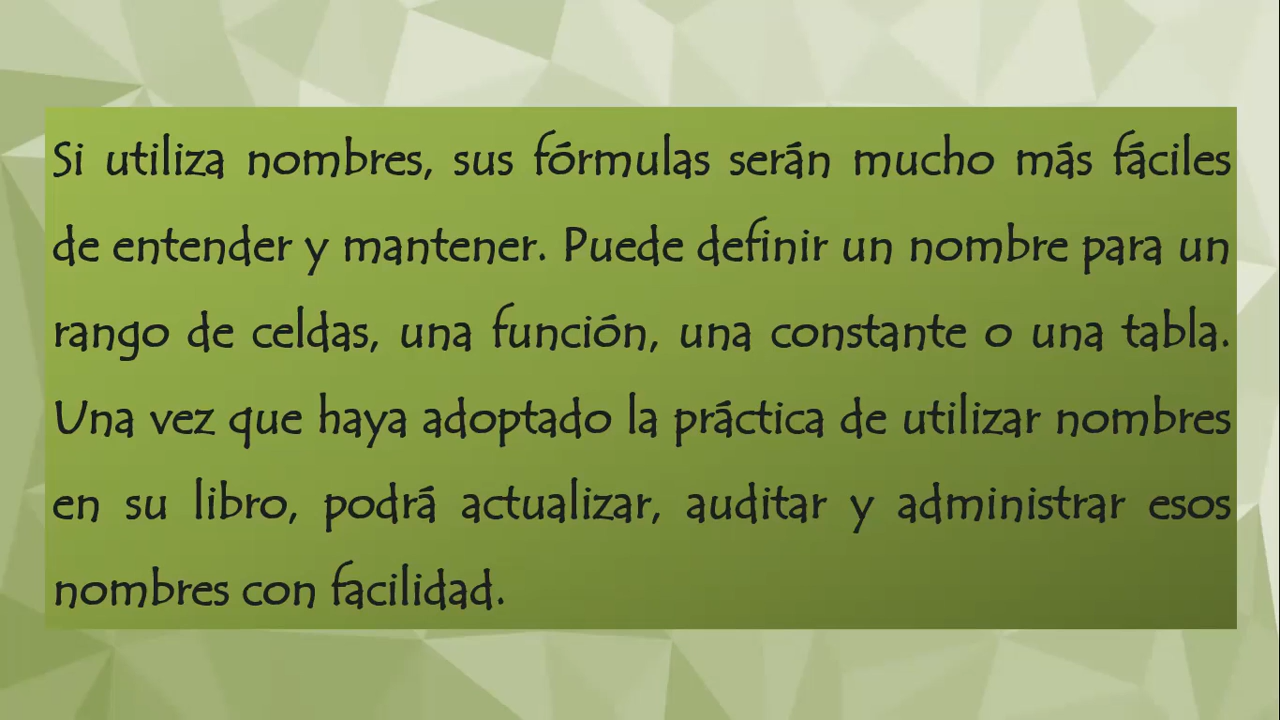 Si utiliza nombres, sus fórmulas serán mucho más fáciles
de entender y mantener. Puede definir un nombre para un
rango de celdas, una función, una constante o una tabla.
Una vez que haya adoptado la práctica de utilizar nombres
en su libro, podrá actualizar, auditar y administrar esos
nombres con facilidad.